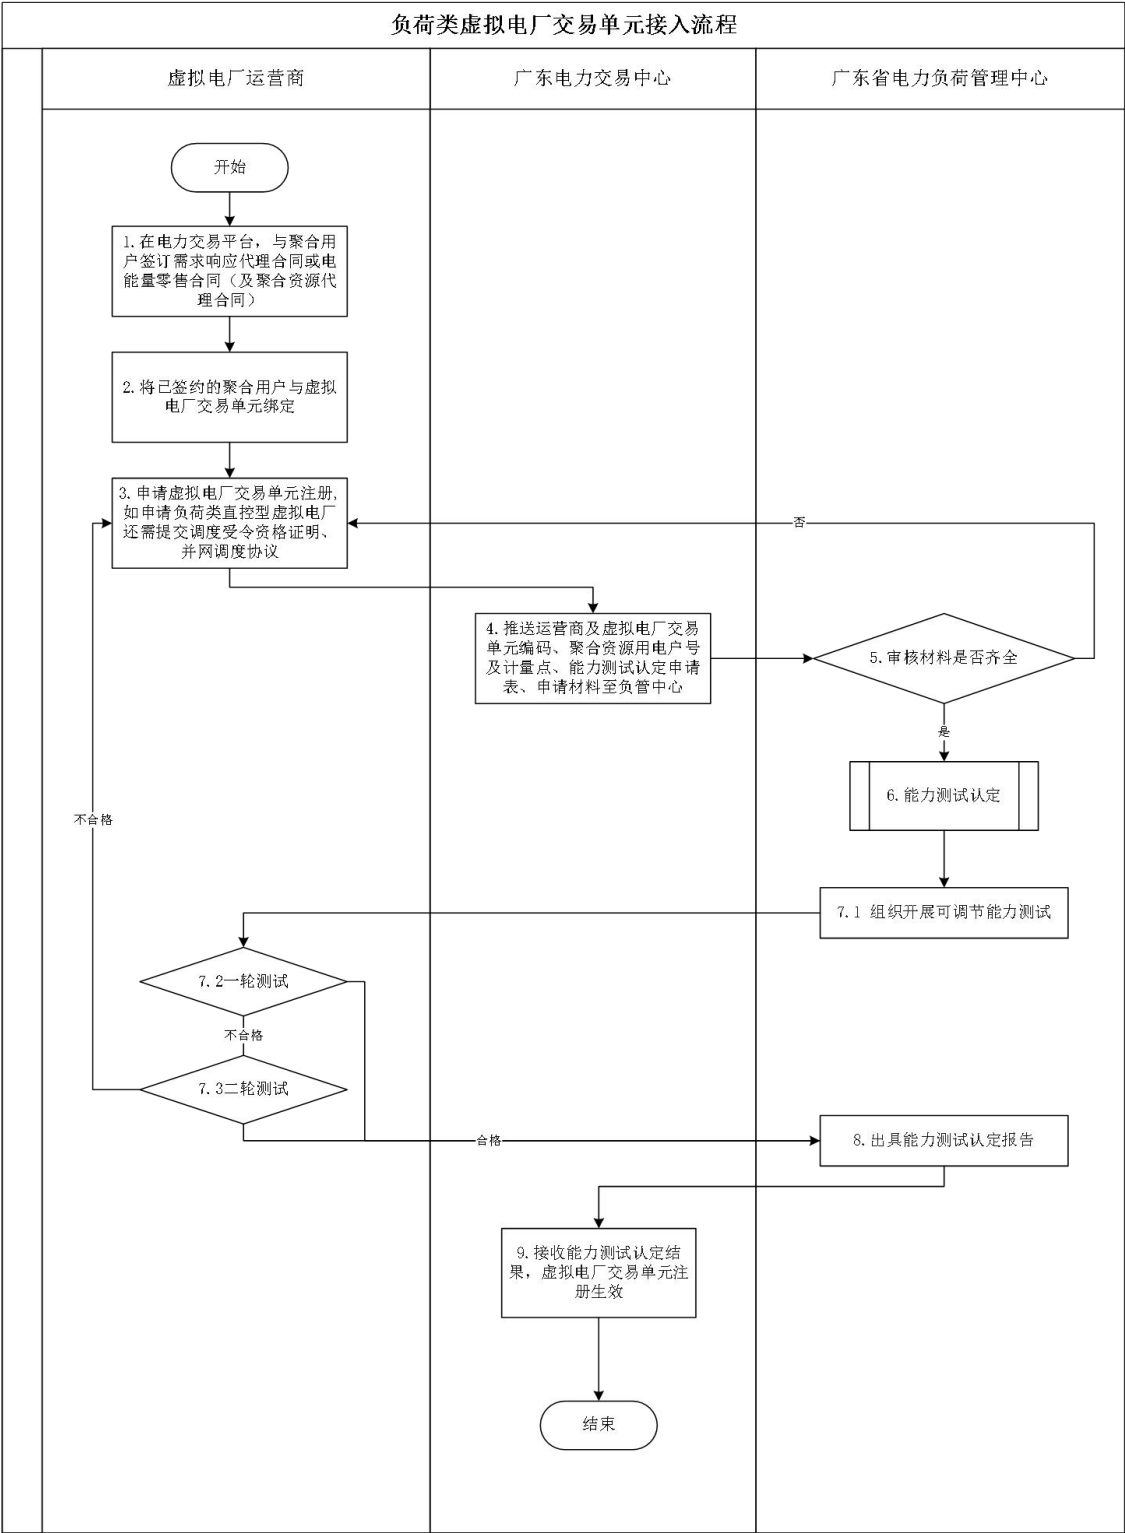 负荷类虚拟电厂交易单元接入流程
虚拟电厂运营商
广东电力交易中心
广东省电力负荷管理中心
开始
1.在电力交易平台，与聚合用
户签订需求响应代理合同或电
能量零售合同（及聚合资源代
理合同）
2.将已签约的聚合用户与虚拟
电厂交易单元绑定
3.申请虚拟电厂交易单元注册，
如申请负荷类直控型虚拟电厂
还需提交调度受令资格证明、
并网调度协议
否
4.推送运营商及虚拟电厂交易
单元编码、聚合资源用电户号
及计量点、能力测试认定申请
表、申请材料至负管中心
5.审核材料是否齐全
是
6.能力测试认定
不合格
7.1 组织开展可调节能力测试
7.2一轮测试
不合格
7.3二轮测试
合格
8.出具能力测试认定报告
9.接收能力测试认定结
果，虚拟电厂交易单元注
册生效
结束